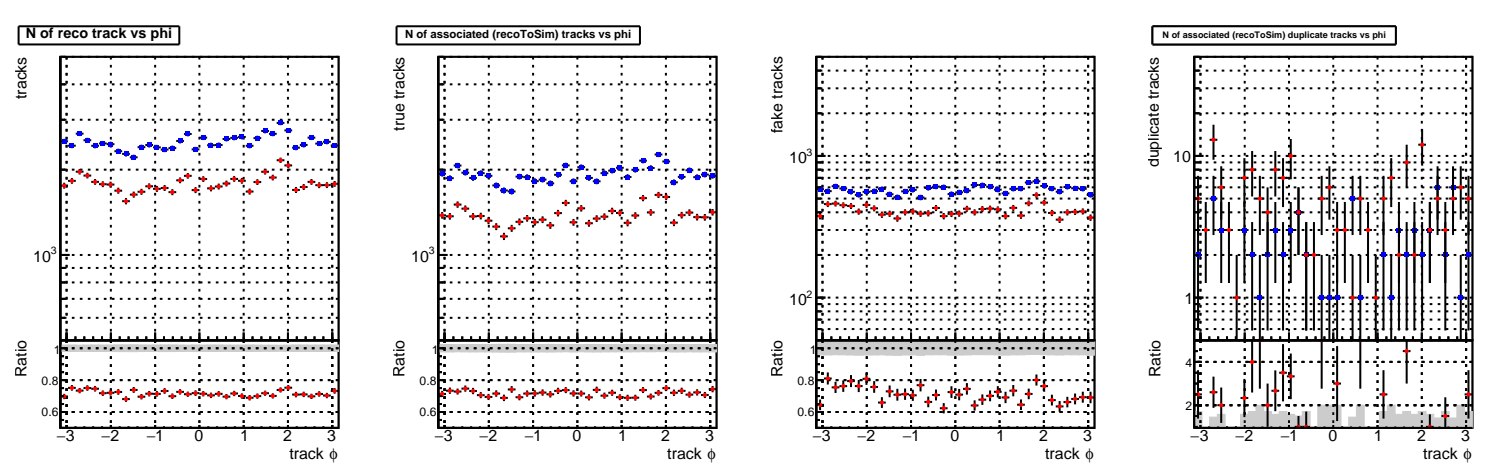 N of reco track vs phi
tracks
10³
Ratio
1
0.8
0.6
−3 −2 −1 0 1 2 3
track ϕ
N of associated (recoToSim) tracks vs phi
true tracks
10³
Ratio
1
0.8
0.6
−3 −2 −1 0 1 2 3
track ϕ
fake tracks
10³
10²
Ratio
1
0.8
0.6
−3 −2 −1 0 1 2 3
track ϕ
N of associated (recoToSim) duplicate tracks vs phi
duplicate tracks
10
1
Ratio
4
2
−3 −2 −1 0 1 2 3
track ϕ